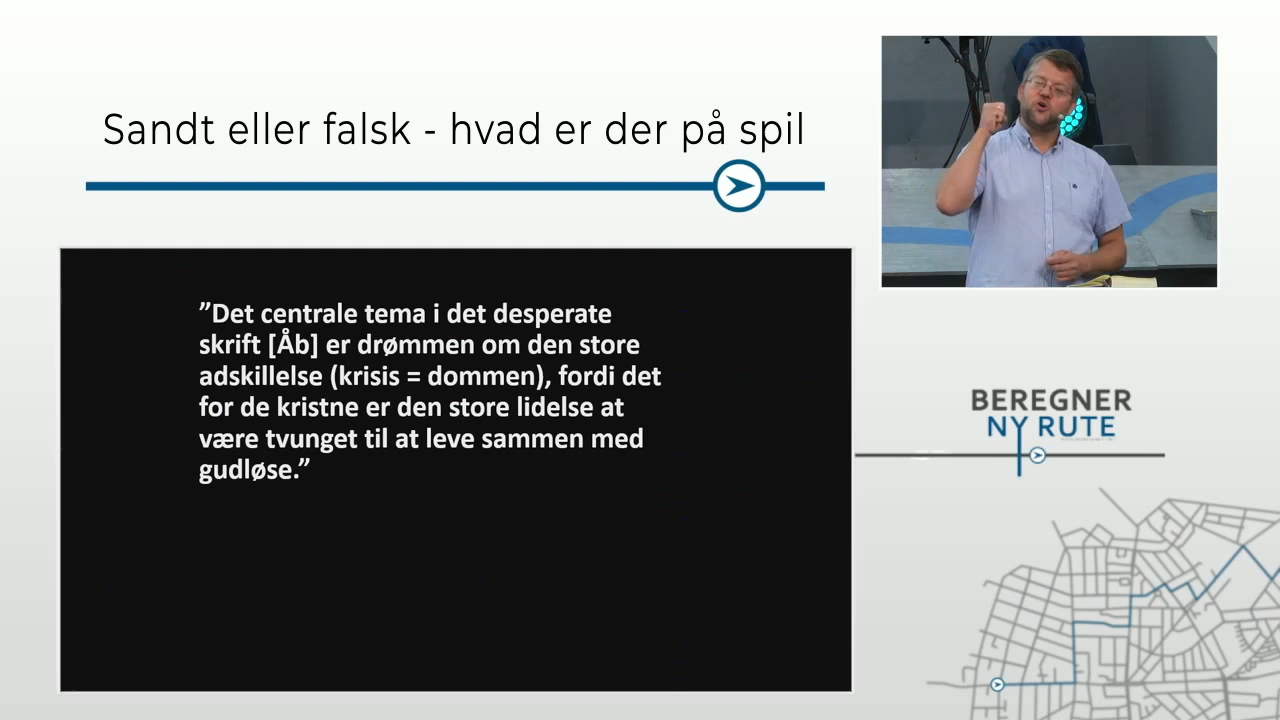 Sandt eller falsk - hvad er der på spil
”Det centrale tema i det desperate
skrift [Åb] er drømmen om den store
adskillelse (krisis = dommen), fordi det
for de kristne er den store lidelse at
være tvunget til at leve sammen med
gudløse.”
BEREGNER
NY RUTE